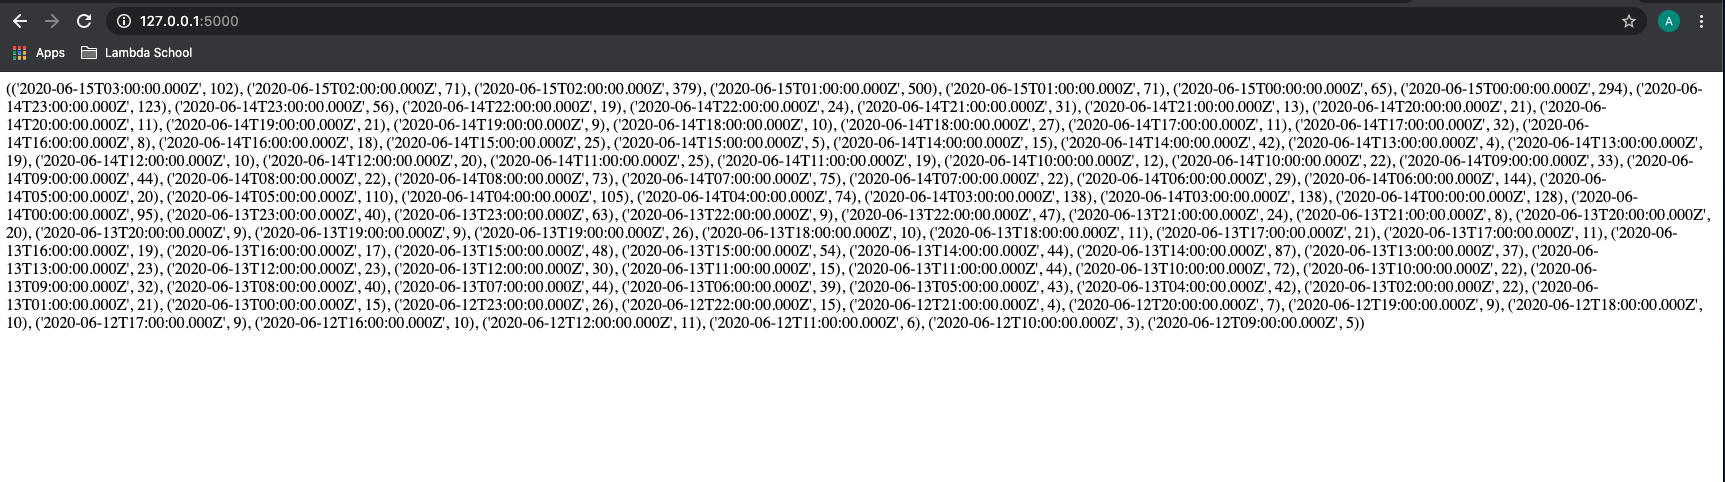 127.0.0.1:5000
A
Apps
Lambda School
(('2020-06-15T03:00:00.000Z', 102), ('2020-06-15T02:00:00.000Z', 71), ('2020-06-15T02:00:00.000Z', 379), ('2020-06-15T01:00:00.000Z', 500), ('2020-06-15T01:00:00.000Z', 71), ('2020-06-15T00:00:00.000Z', 65), ('2020-06-15T00:00:00.000Z', 294), ('2020-06-
14T23:00:00.000Z', 123), ('2020-06-14T23:00:00.000Z', 56), ('2020-06-14T22:00:00.000Z', 19), ('2020-06-14T22:00:00.000Z', 24), ('2020-06-14T21:00:00.000Z', 31), ('2020-06-14T21:00:00.000Z', 13), ('2020-06-14T20:00:00.000Z', 21), ('2020-06-
14T20:00:00.000Z', 11), ('2020-06-14T19:00:00.000Z', 21), ('2020-06-14T19:00:00.000Z', 9), ('2020-06-14T18:00:00.000Z', 10), ('2020-06-14T18:00:00.000Z', 27), ('2020-06-14T17:00:00.000Z', 11), ('2020-06-14T17:00:00.000Z', 32), ('2020-06-
14T16:00:00.000Z', 8), ('2020-06-14T16:00:00.000Z', 18), ('2020-06-14T15:00:00.000Z', 25), ('2020-06-14T15:00:00.000Z', 5), ('2020-06-14T14:00:00.000Z', 15), ('2020-06-14T14:00:00.000Z', 42), ('2020-06-14T13:00:00.000Z', 4), ('2020-06-14T13:00:00.000Z',
19), ('2020-06-14T12:00:00.000Z', 10), ('2020-06-14T12:00:00.000Z', 20), ('2020-06-14T11:00:00.000Z', 25), ('2020-06-14T11:00:00.000Z', 19), ('2020-06-14T10:00:00.000Z', 12), ('2020-06-14T10:00:00.000Z', 22), ('2020-06-14T09:00:00.000Z', 33), ('2020-06-
14T09:00:00.000Z', 44), ('2020-06-14T08:00:00.000Z', 22), ('2020-06-14T08:00:00.000Z', 73), ('2020-06-14T07:00:00.000Z', 75), ('2020-06-14T07:00:00.000Z', 22), ('2020-06-14T06:00:00.000Z', 29), ('2020-06-14T06:00:00.000Z', 144), ('2020-06-
14T05:00:00.000Z', 20), ('2020-06-14T05:00:00.000Z', 110), ('2020-06-14T04:00:00.000Z', 105), ('2020-06-14T04:00:00.000Z', 74), ('2020-06-14T03:00:00.000Z', 138), ('2020-06-14T03:00:00.000Z', 138), ('2020-06-14T00:00:00.000Z', 128), ('2020-06-
14T00:00:00.000Z', 95), ('2020-06-13T23:00:00.000Z', 40), ('2020-06-13T23:00:00.000Z', 63), ('2020-06-13T22:00:00.000Z', 9), ('2020-06-13T22:00:00.000Z', 47), ('2020-06-13T21:00:00.000Z', 24), ('2020-06-13T21:00:00.000Z', 8), ('2020-06-13T20:00:00.000Z',
20), ('2020-06-13T20:00:00.000Z', 9), ('2020-06-13T19:00:00.000Z', 9), ('2020-06-13T19:00:00.000Z', 26), ('2020-06-13T18:00:00.000Z', 10), ('2020-06-13T18:00:00.000Z', 11), ('2020-06-13T17:00:00.000Z', 21), ('2020-06-13T17:00:00.000Z', 11), ('2020-06-
13T16:00:00.000Z', 19), ('2020-06-13T16:00:00.000Z', 17), ('2020-06-13T15:00:00.000Z', 48), ('2020-06-13T15:00:00.000Z', 54), ('2020-06-13T14:00:00.000Z', 44), ('2020-06-13T14:00:00.000Z', 87), ('2020-06-13T13:00:00.000Z', 37), ('2020-06-
13T13:00:00.000Z', 23), ('2020-06-13T12:00:00.000Z', 23), ('2020-06-13T12:00:00.000Z', 30), ('2020-06-13T11:00:00.000Z', 15), ('2020-06-13T11:00:00.000Z', 44), ('2020-06-13T10:00:00.000Z', 72), ('2020-06-13T10:00:00.000Z', 22), ('2020-06-
13T09:00:00.000Z', 32), ('2020-06-13T08:00:00.000Z', 40), ('2020-06-13T07:00:00.000Z', 44), ('2020-06-13T06:00:00.000Z', 39), ('2020-06-13T05:00:00.000Z', 43), ('2020-06-13T04:00:00.000Z', 42), ('2020-06-13T02:00:00.000Z', 22), ('2020-06-
13T01:00:00.000Z', 21), ('2020-06-13T00:00:00.000Z', 15), ('2020-06-12T23:00:00.000Z', 26), ('2020-06-12T22:00:00.000Z', 15), ('2020-06-12T21:00:00.000Z', 4), ('2020-06-12T20:00:00.000Z', 7), ('2020-06-12T19:00:00.000Z', 9), ('2020-06-12T18:00:00.000Z',
10), ('2020-06-12T17:00:00.000Z', 9), ('2020-06-12T16:00:00.000Z', 10), ('2020-06-12T12:00:00.000Z', 11), ('2020-06-12T11:00:00.000Z', 6), ('2020-06-12T10:00:00.000Z', 3), ('2020-06-12T09:00:00.000Z', 5))